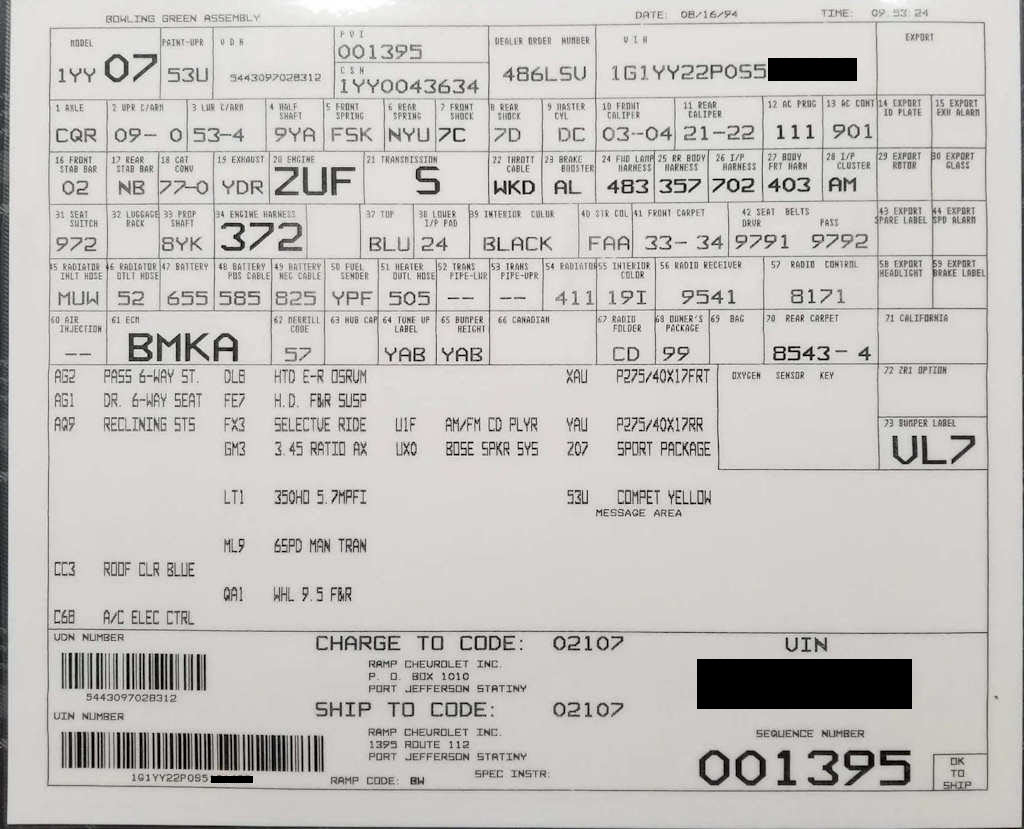 BOWLING GREEN ASSEMBLY DATE: 08/16/94 TIME: 09 53 24
MODEL 1YY 07
PAINT-UPR 53U
V D N 5443097028312
P V I 001395
C S N 1YY0043634
DEALER ORDER NUMBER 486LSV
V I N 1G1YY22P0S5
EXPORT
1 AXLE CQR
2 UPR C/ARM 09- 0
3 LWR C/ARM 53-4
4 HALF SHAFT 9YA
5 FRONT SPRING FSK
6 REAR SPRING NYU
7 FRONT SHOCK 7C
8 REAR SHOCK 7D
9 MASTER CYL DC
10 FRONT CALIPER 03-04
11 REAR CALIPER 21-22
12 AC PROG 111
13 AC CONT 901
14 EXPORT ID PLATE
15 EXPORT EXH ALARM
16 FRONT STAB BAR 02
17 REAR STAB BAR NB
18 CAT CONV 77-0
19 EXHAUST YDR
20 ENGINE ZUF
21 TRANSMISSION S
22 THROTT CABLE WKD
23 BRAKE BOOSTER AL
24 FWD LAMP HARNESS 483
25 RR BODY HARNESS 357
26 I/P HARNESS 702
27 BODY FRT HARN 403
28 I/P CLUSTER AM
29 EXPORT ROTOR
30 EXPORT GLASS
31 SEAT SWITCH 972
32 LUGGAGE RACK
33 PROP SHAFT 8YK
34 ENGINE HARNESS 372
37 TOP BLU
38 LOWER I/P PAD 24
39 INTERIOR COLOR BLACK
40 STR COL FAA
41 FRONT CARPET 33- 34
42 SEAT BELTS DRVR 9791 PASS 9792
43 EXPORT SPARE LABEL
44 EXPORT SPD ALARM
45 RADIATOR INLT HOSE MUW
46 RADIATOR OTLT HOSE 52
47 BATTERY 655
48 BATTERY POS CABLE 585
49 BATTERY NEG CABLE 825
50 FUEL SENDER YPF
51 HEATER OUTL HOSE 505
52 TRANS PIPE-LWR --
53 TRANS PIPE-UPR --
54 RADIATOR 411
55 INTERIOR COLOR 19I
56 RADIO RECEIVER 9541
57 RADIO CONTROL 8171
58 EXPORT HEADLIGHT
59 EXPORT BRAKE LABEL
60 AIR INJECTION --
61 ECM BMKA
62 MERRILL CODE 57
63 HUB CAP
64 TUNE UP LABEL YAB
65 BUMPER HEIGHT YAB
66 CANADIAN
67 RADIO FOLDER CD
68 OWNER'S PACKAGE 99
69 BAG
70 REAR CARPET 8543- 4
71 CALIFORNIA
AG2 PASS 6-WAY ST. DL8 HTD E-R OSRVM XAU P275/40X17FRT
OXYGEN SENSOR KEY
72 ZR1 OPTION
AG1 DR. 6-WAY SEAT FE7 H.D. F&R SUSP
AQ9 RECLINING STS FX3 SELECTVE RIDE U1F AM/FM CD PLYR YAU P275/40X17RR
73 BUMPER LABEL
VL7
GM3 3.45 RATIO AX UX0 BOSE SPKR SYS Z07 SPORT PACKAGE
LT1 350HO 5.7MPFI 53U COMPET YELLOW
MESSAGE AREA
ML9 6SPD MAN TRAN
CC3 ROOF CLR BLUE
QA1 WHL 9.5 F&R
C68 A/C ELEC CTRL
VDN NUMBER
5443097028312
CHARGE TO CODE: 02107
RAMP CHEVROLET INC.
P. O. BOX 1010
PORT JEFFERSON STATINY
VIN
VIN NUMBER
1G1YY22P0S5
SHIP TO CODE: 02107
RAMP CHEVROLET INC.
1395 ROUTE 112
PORT JEFFERSON STATINY
RAMP CODE: BW SPEC INSTR:
SEQUENCE NUMBER
001395
OK
TO
SHIP